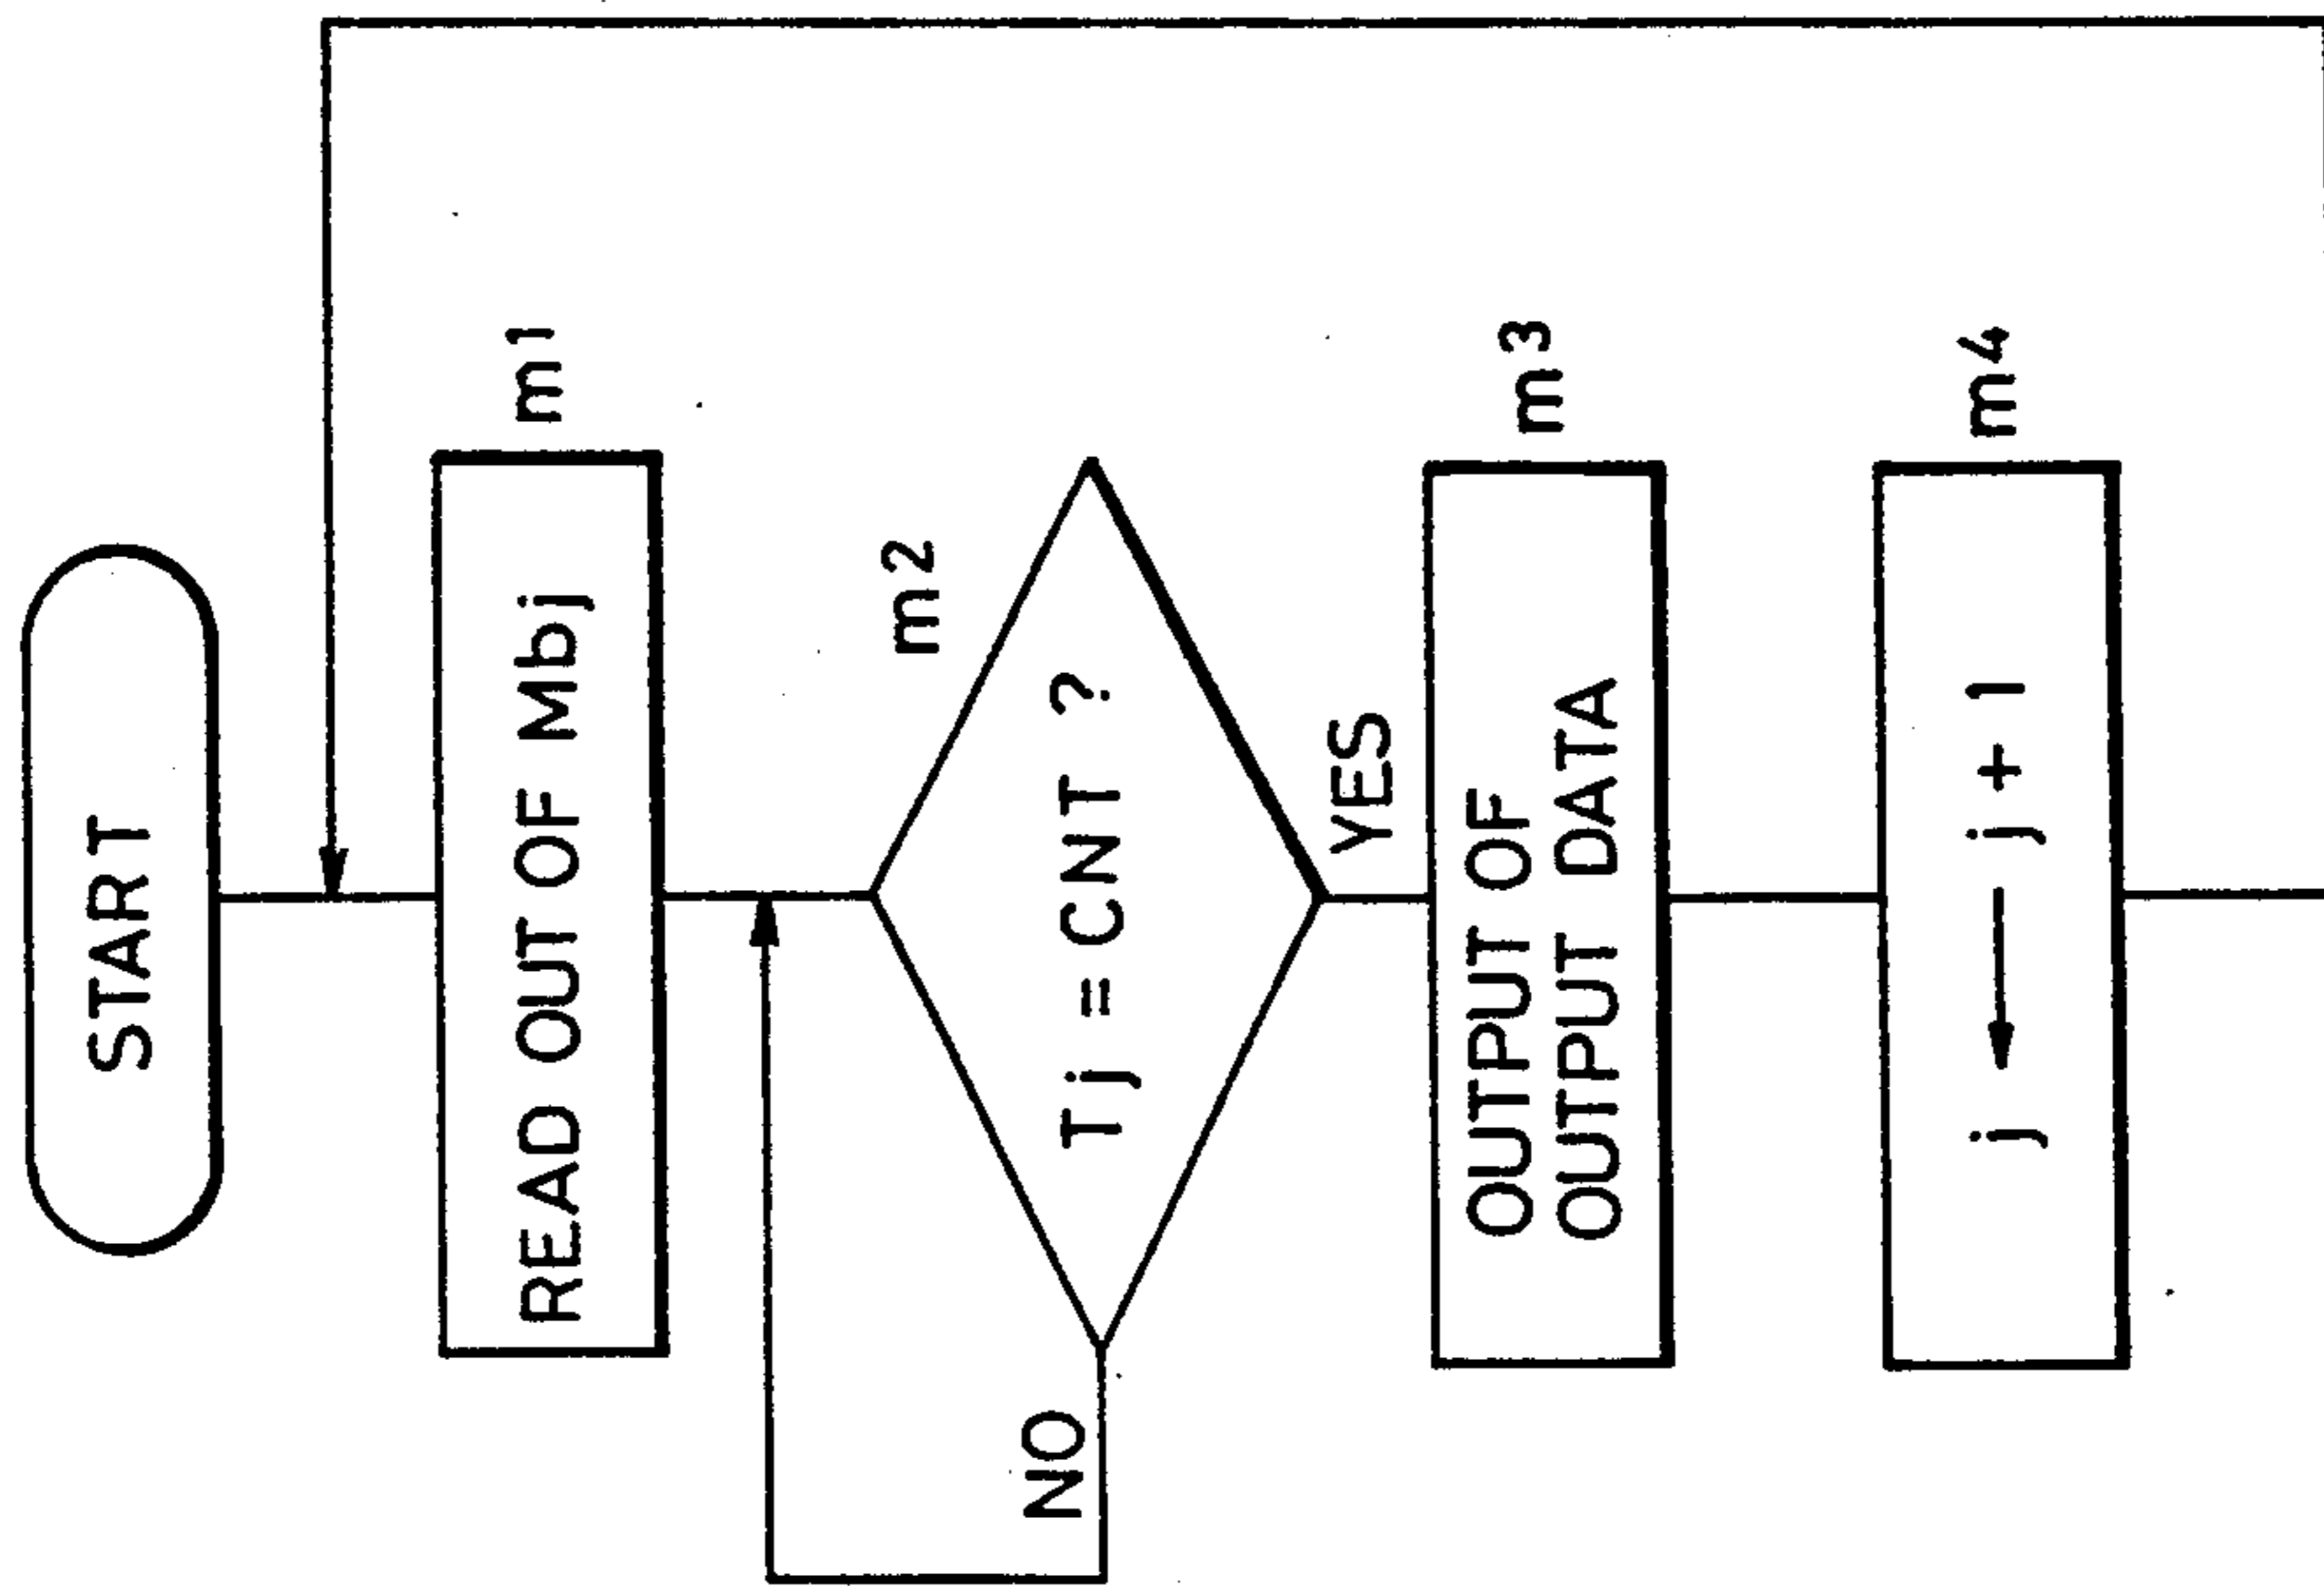 START
READ OUT OF Mbj
m1
m2
Tj = CNT ?
NO
YES
OUTPUT OF
OUTPUT DATA
m3
j ← j + 1
m4